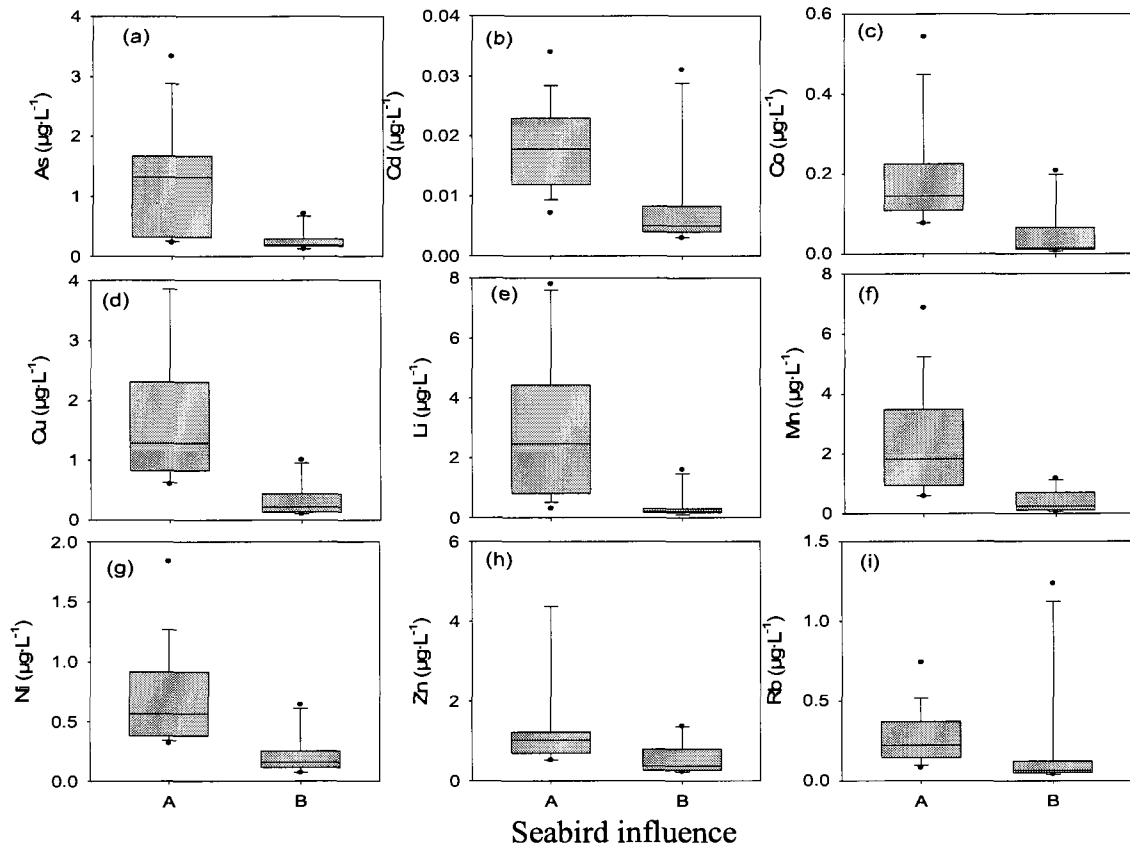 (a) (b) (c)
As (µg·L⁻¹) Cd (µg·L⁻¹) Co (µg·L⁻¹)
4 0.04 0.6
3 0.03
0.4
2 0.02
0.2
1 0.01
0 0.00 0.0
(d) (e) (f)
Cu (µg·L⁻¹) Li (µg·L⁻¹) Mn (µg·L⁻¹)
4 8 8
3 6 6
2 4 4
1 2 2
0 0 0
(g) (h) (i)
Ni (µg·L⁻¹) Zn (µg·L⁻¹) Rb (µg·L⁻¹)
2.0 6 1.5
1.5
4 1.0
1.0
2 0.5
0.5
0.0 0 0.0
A B A B A B
Seabird influence